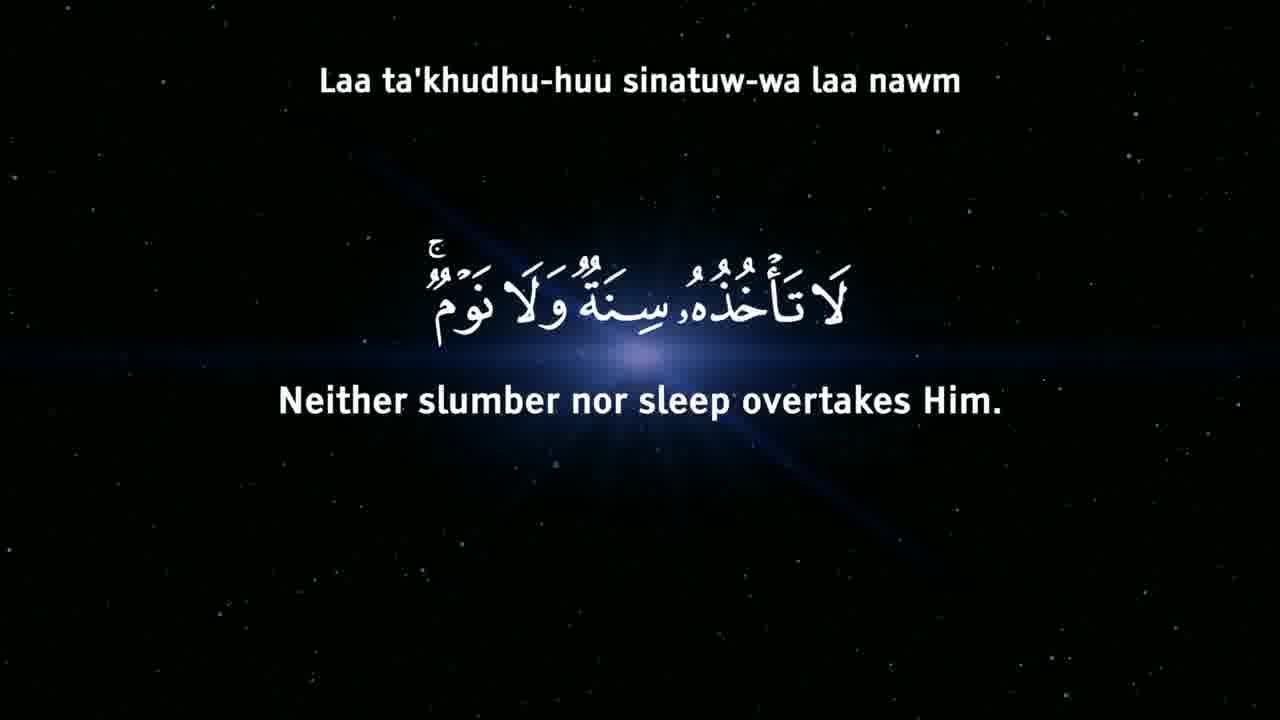 Laa ta'khudhu-huu sinatuw-wa laa nawm
لَا تَأۡخُذُهُۥ سِنَةٌ وَلَا نَوۡمٌۚ
Neither slumber nor sleep overtakes Him.